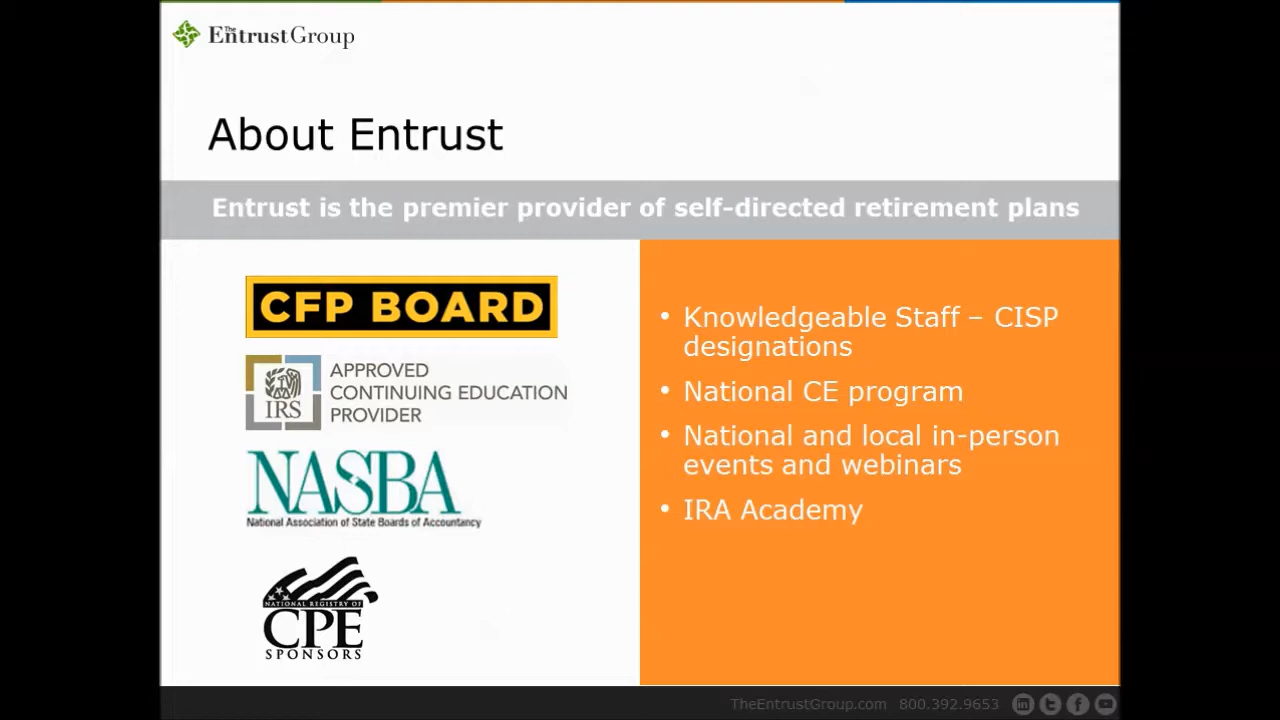 The
EntrustGroup
About Entrust
Entrust is the premier provider of self-directed retirement plans
CFP BOARD
IRS
APPROVED
CONTINUING EDUCATION
PROVIDER
NASBA
National Association of State Boards of Accountancy
NATIONAL REGISTRY OF
CPE
SPONSORS
• Knowledgeable Staff – CISP
designations
• National CE program
• National and local in-person
events and webinars
• IRA Academy
TheEntrustGroup.com 800.392.9653